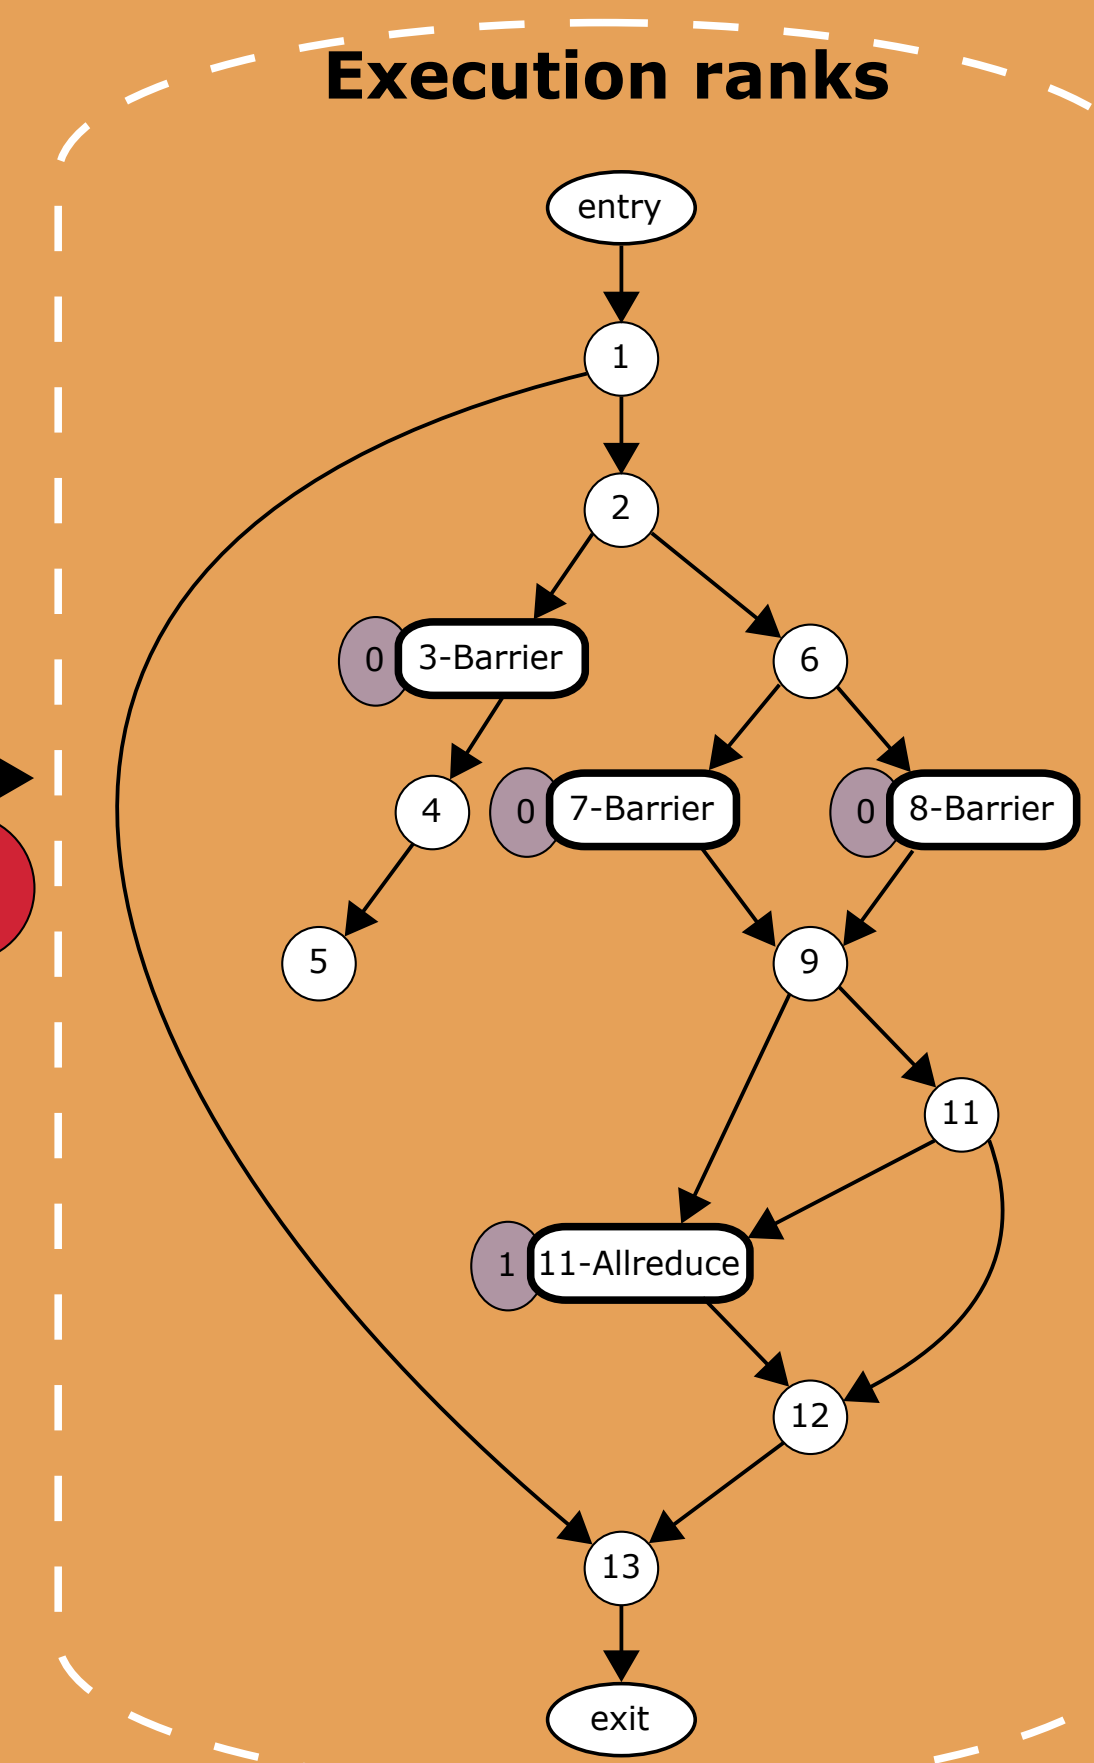 Execution ranks
entry
1
2
0 3-Barrier
6
4
0 7-Barrier
0 8-Barrier
5
9
11
1 11-Allreduce
12
13
exit